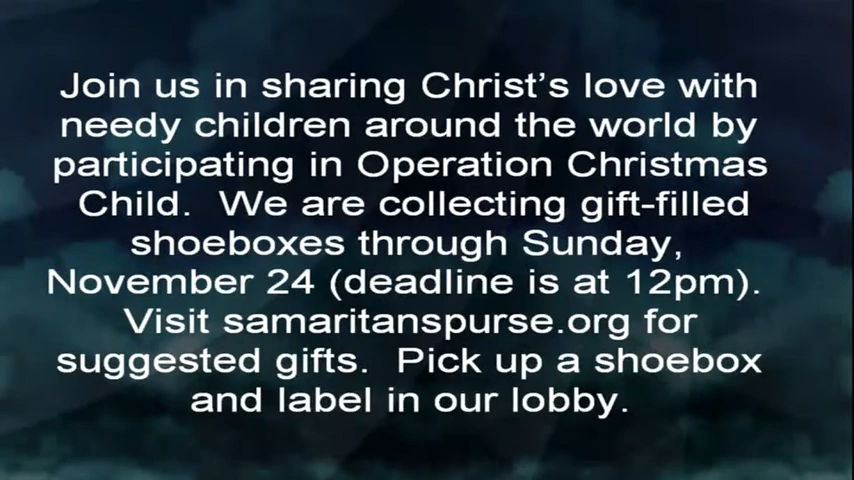 Join us in sharing Christ's love with
needy children around the world by
participating in Operation Christmas
Child.  We are collecting gift-filled
shoeboxes through Sunday,
November 24 (deadline is at 12pm).
Visit samaritanspurse.org for
suggested gifts.  Pick up a shoebox
and label in our lobby.